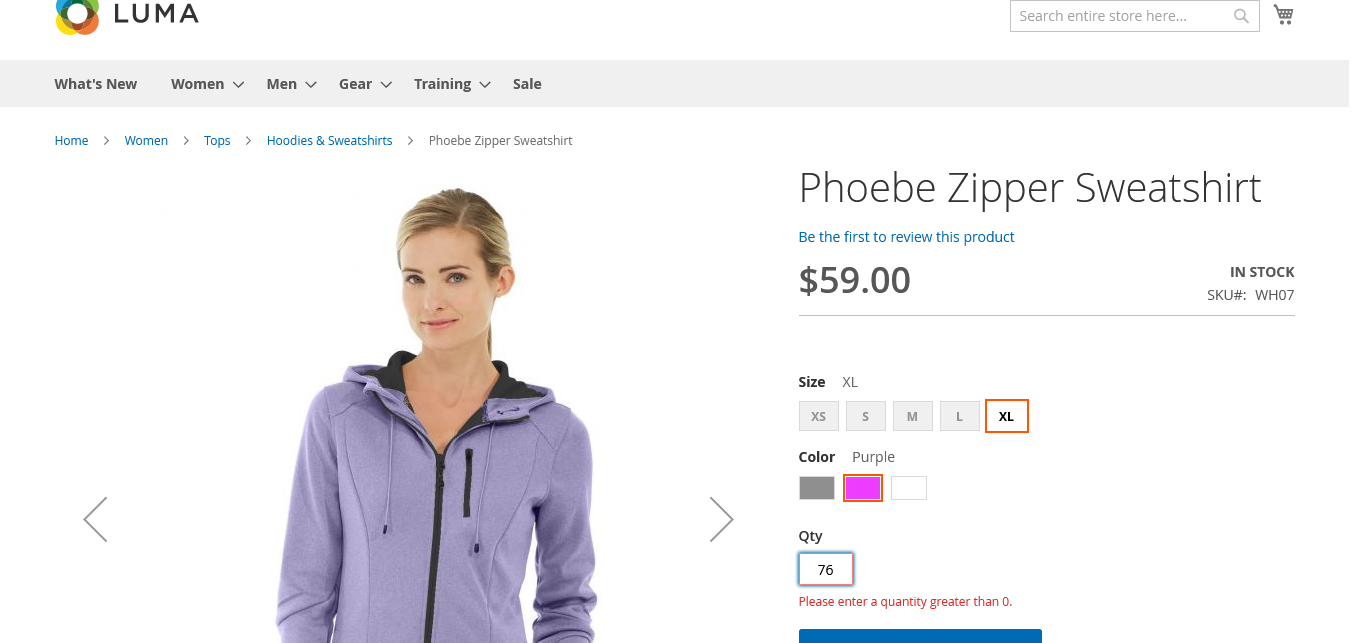 LUMA
Search entire store here...
What's New Women Men Gear Training Sale
Home Women Tops Hoodies & Sweatshirts Phoebe Zipper Sweatshirt
Phoebe Zipper Sweatshirt
Be the first to review this product
$59.00
IN STOCK
SKU#: WH07
Size XL
XS S M L XL
Color Purple
Qty
76
Please enter a quantity greater than 0.